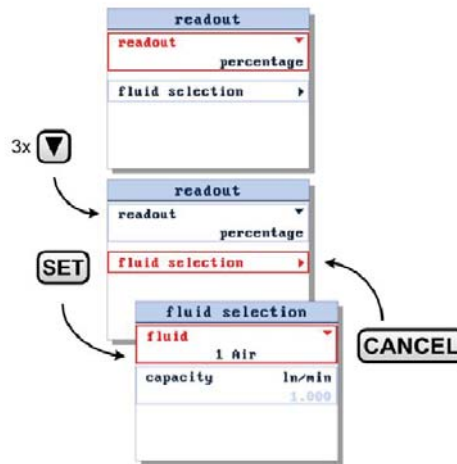 readout
readout
percentage
fluid selection
3x
readout
readout
percentage
SET
fluid selection
fluid selection
fluid
1 Air
CANCEL
capacity ln/min
1.000